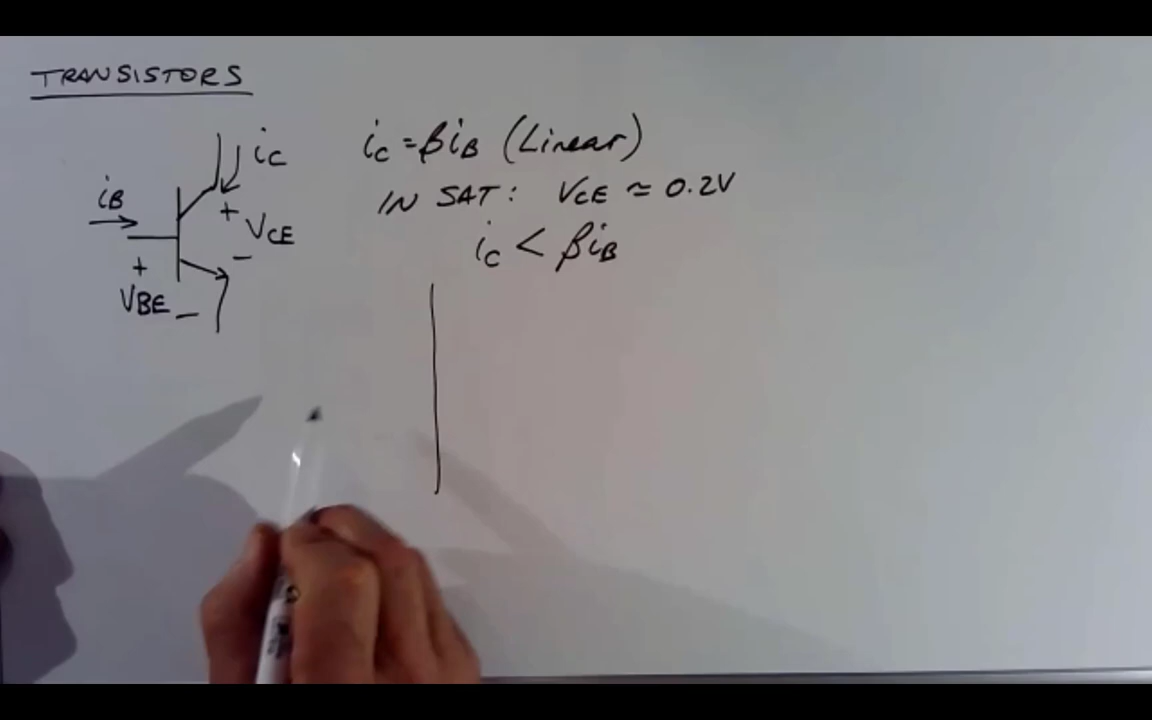 TRANSISTORS
iC
iC = βiB (Linear)
iB
IN SAT: VCE ≈ 0.2V
+
VCE
-
iC < βiB
+
VBE
-